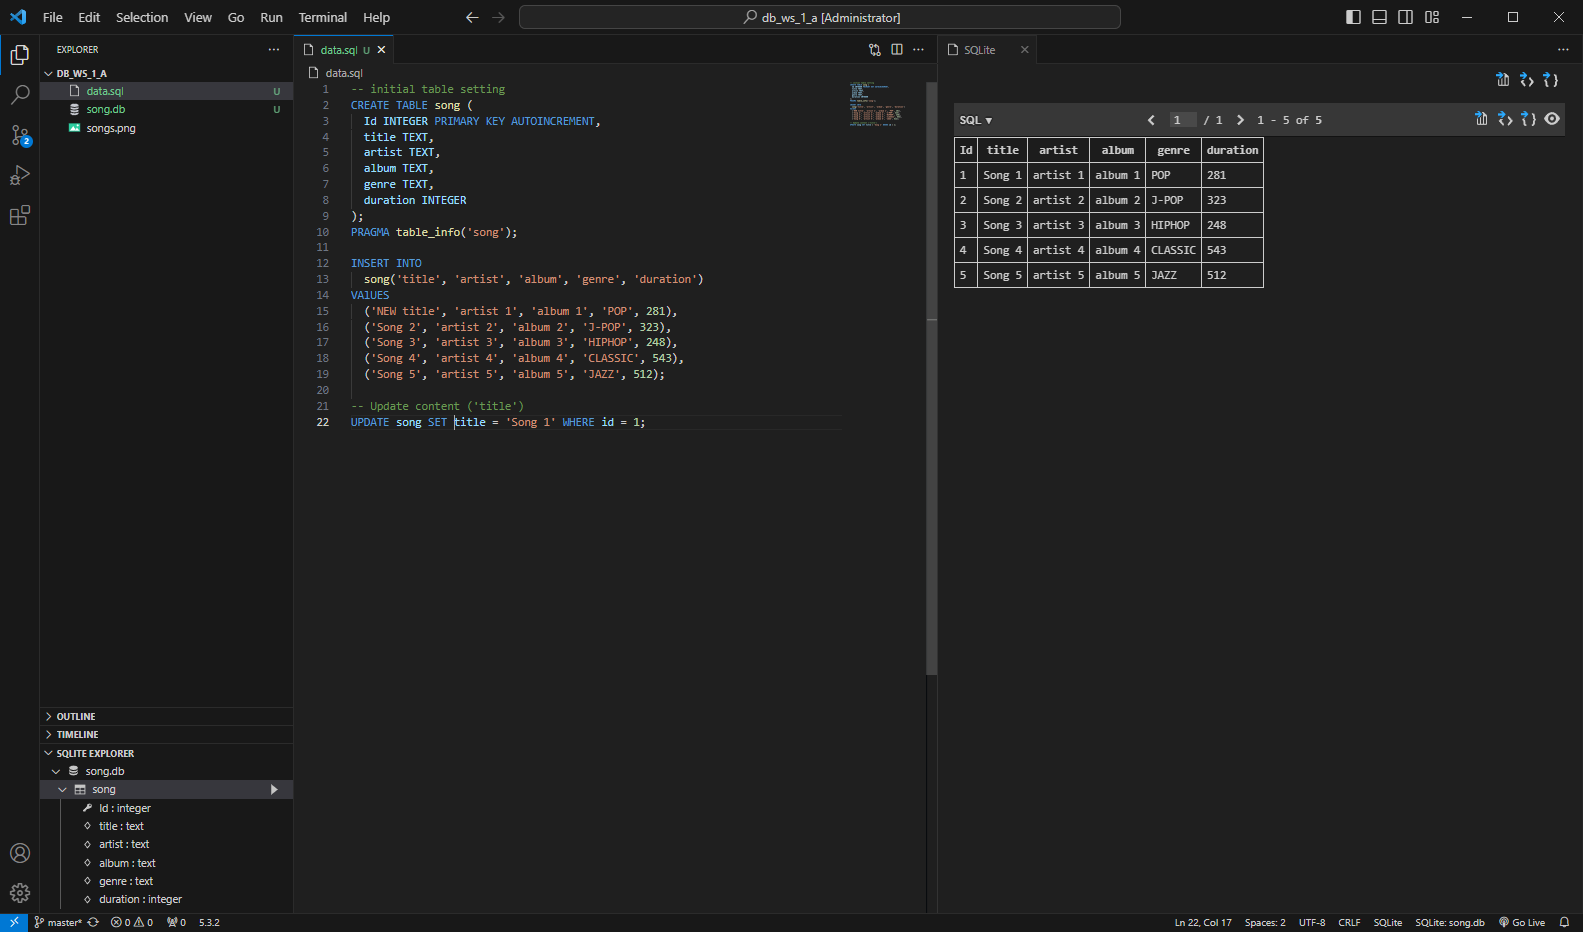 File Edit Selection View Go Run Terminal Help
db_ws_1_a [Administrator]
EXPLORER
DB_WS_1_A
data.sql U
song.db U
songs.png
2
OUTLINE
TIMELINE
SQLITE EXPLORER
song.db
song
Id : integer
title : text
artist : text
album : text
genre : text
duration : integer
data.sql U
data.sql
1 -- initial table setting
2 CREATE TABLE song (
3 Id INTEGER PRIMARY KEY AUTOINCREMENT,
4 title TEXT,
5 artist TEXT,
6 album TEXT,
7 genre TEXT,
8 duration INTEGER
9 );
10 PRAGMA table_info('song');
11
12 INSERT INTO
13 song('title', 'artist', 'album', 'genre', 'duration')
14 VAlUES
15 ('NEW title', 'artist 1', 'album 1', 'POP', 281),
16 ('Song 2', 'artist 2', 'album 2', 'J-POP', 323),
17 ('Song 3', 'artist 3', 'album 3', 'HIPHOP', 248),
18 ('Song 4', 'artist 4', 'album 4', 'CLASSIC', 543),
19 ('Song 5', 'artist 5', 'album 5', 'JAZZ', 512);
20
21 -- Update content ('title')
22 UPDATE song SET title = 'Song 1' WHERE id = 1;
SQLite
SQL ▾ 1 / 1 1 - 5 of 5
Id title artist album genre duration
1 Song 1 artist 1 album 1 POP 281
2 Song 2 artist 2 album 2 J-POP 323
3 Song 3 artist 3 album 3 HIPHOP 248
4 Song 4 artist 4 album 4 CLASSIC 543
5 Song 5 artist 5 album 5 JAZZ 512
master* 0 0 0 5.3.2 Ln 22, Col 17 Spaces: 2 UTF-8 CRLF SQLite SQLite: song.db Go Live